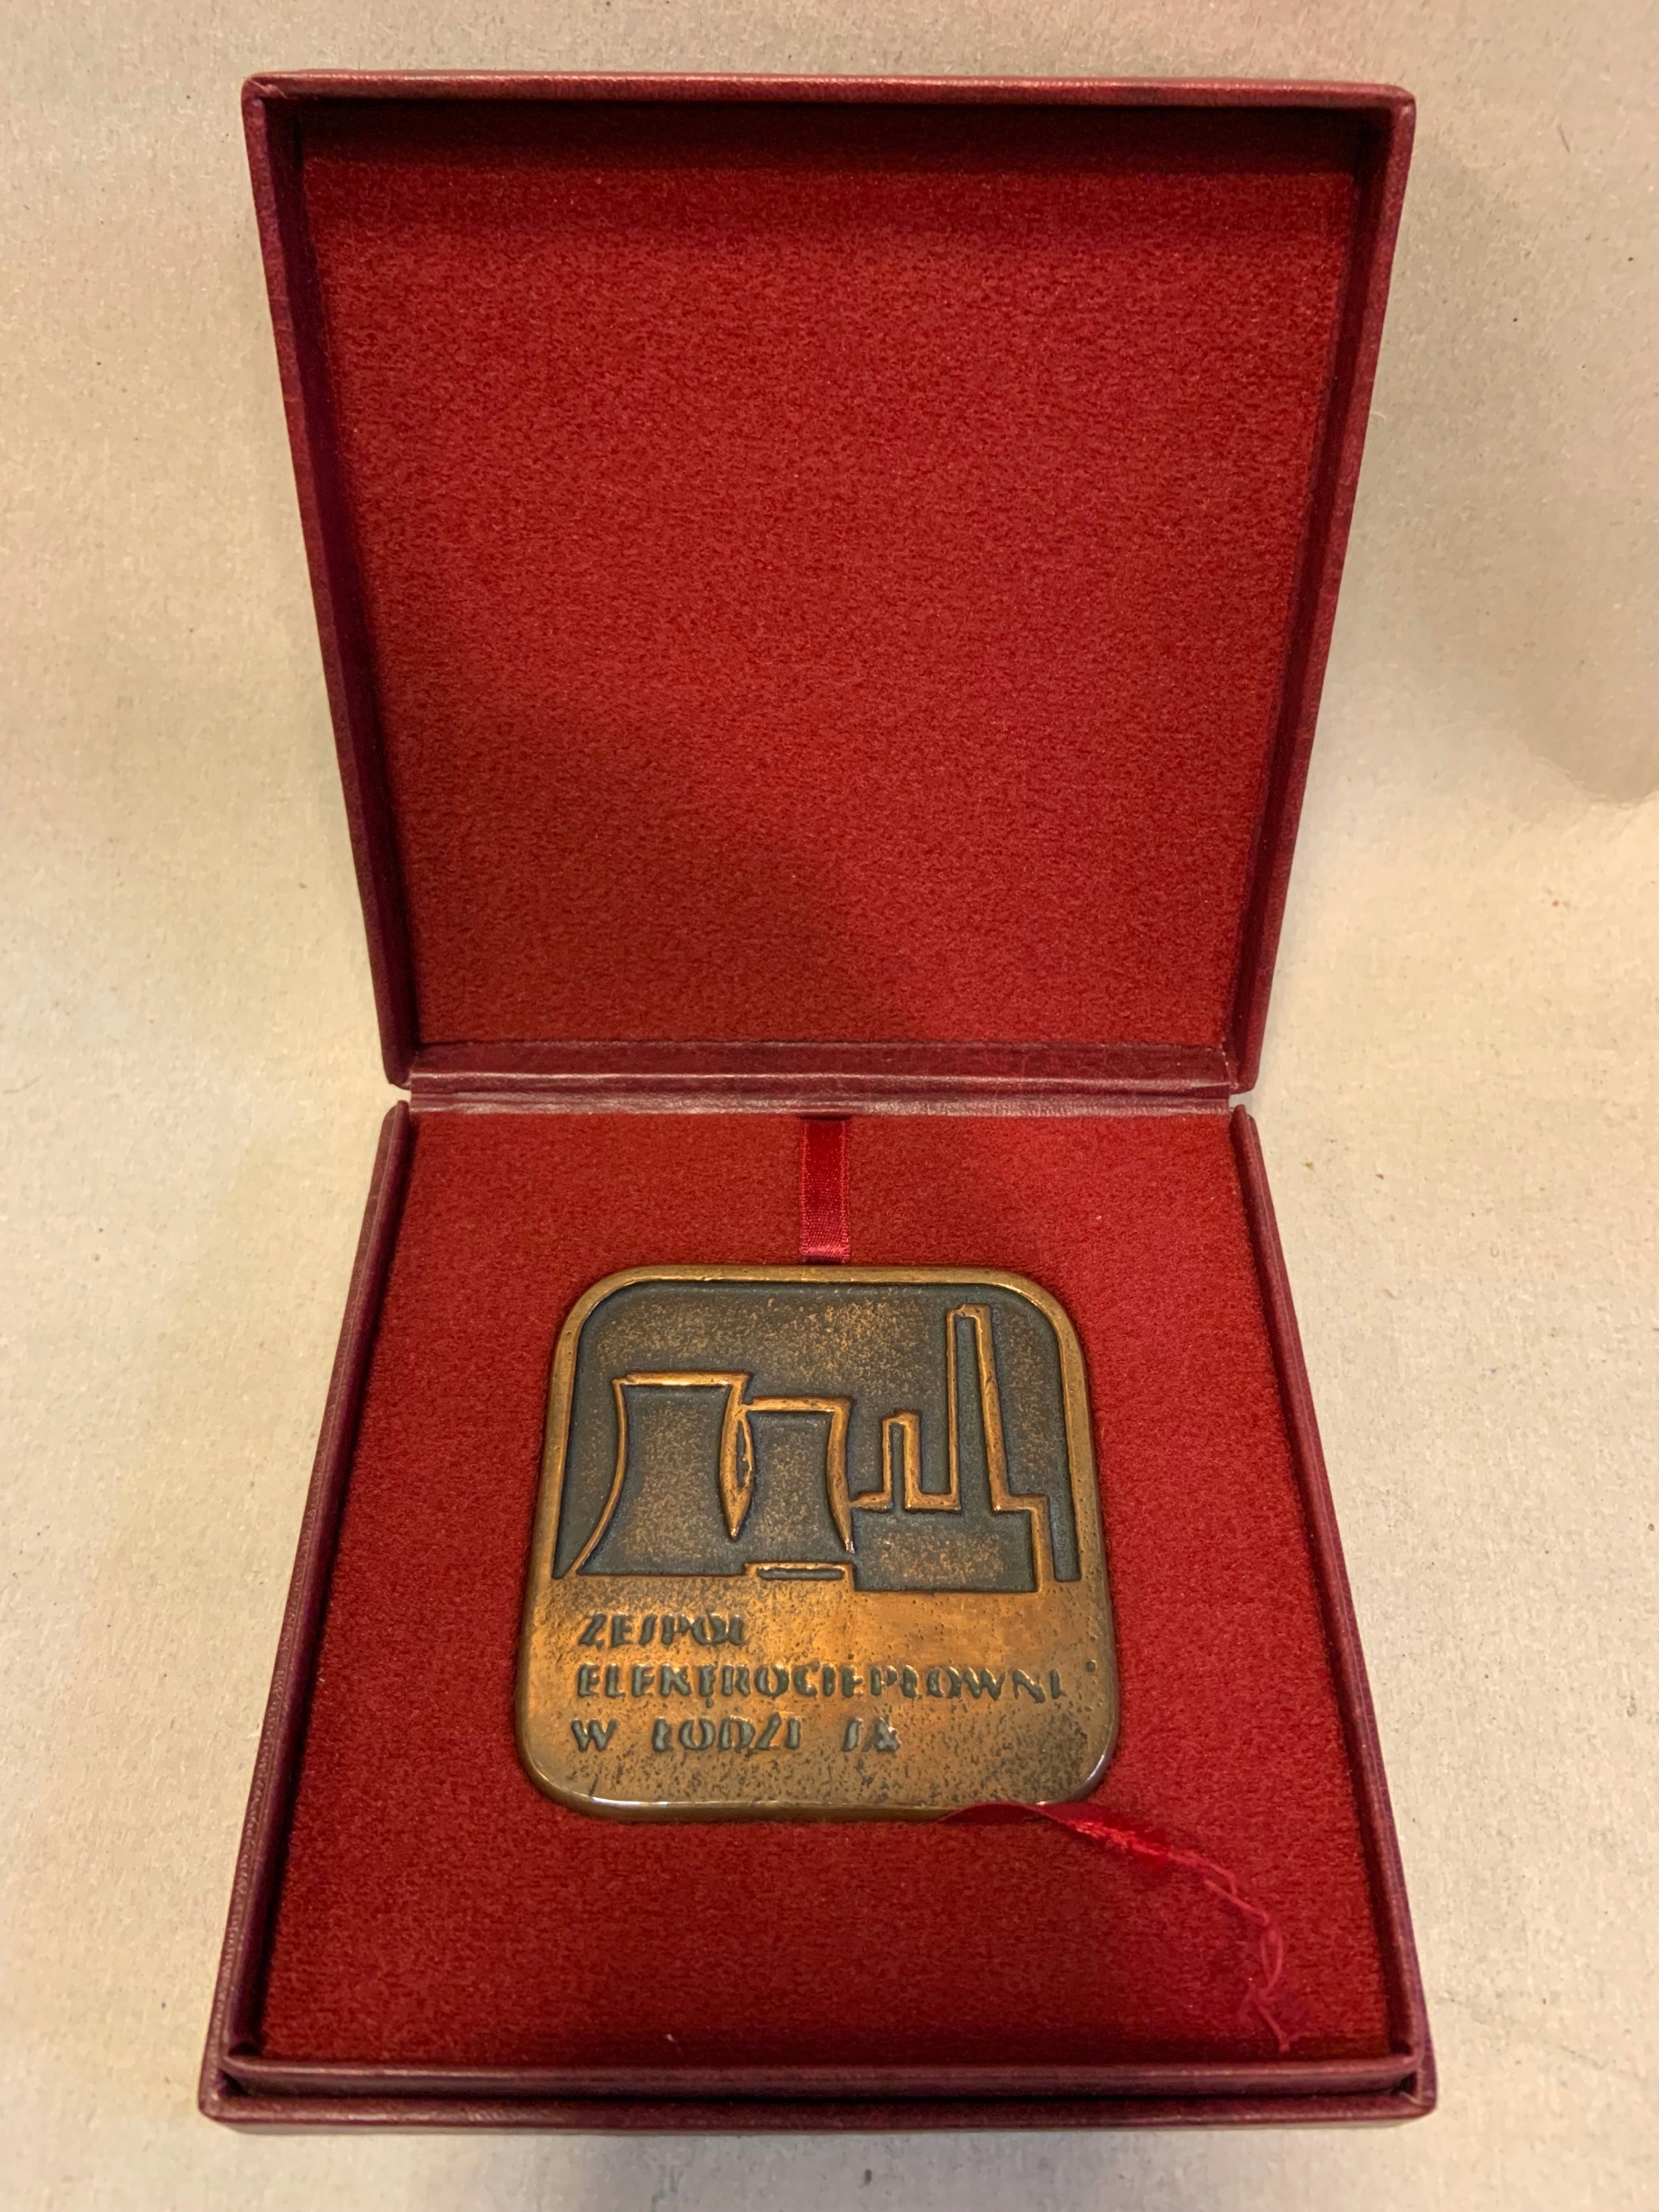 ZESPÓŁ
ELEKTROCIEPŁOWNI
W ŁODZI SA